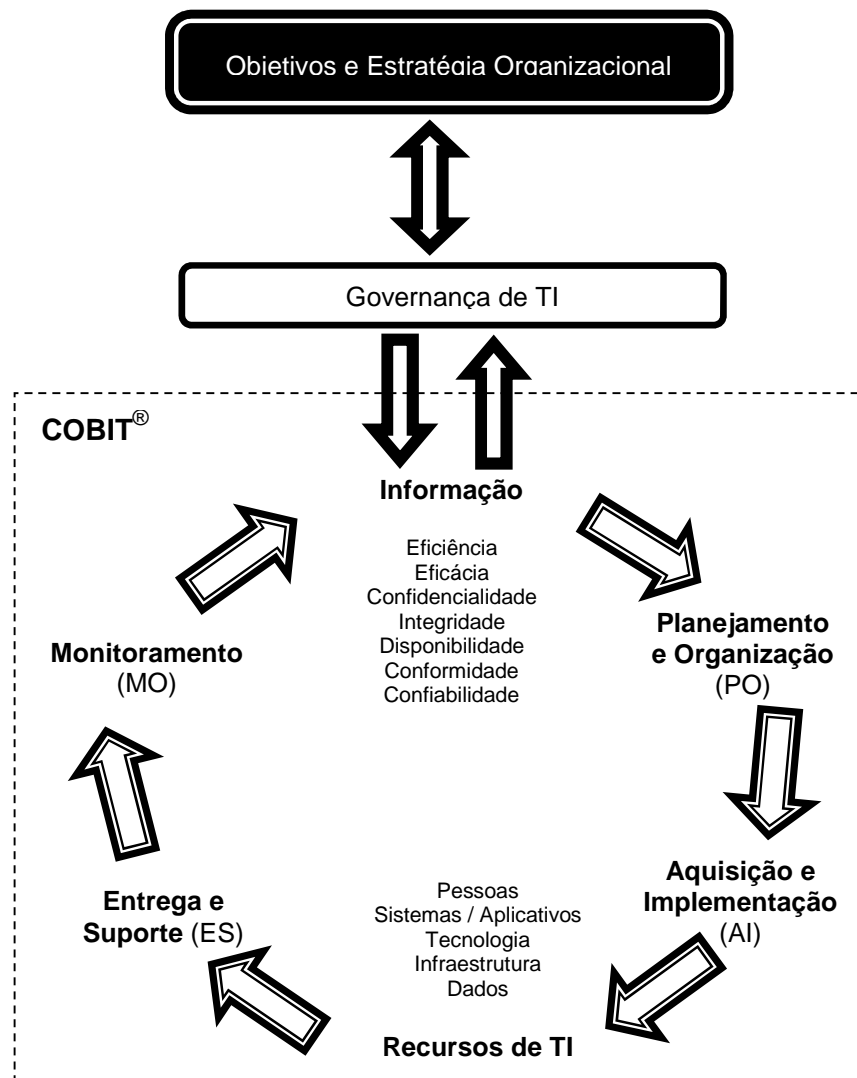 Objetivos e Estratégia Organizacional
Governança de TI
COBIT®
Informação
Eficiência
Eficácia
Confidencialidade
Integridade
Disponibilidade
Conformidade
Confiabilidade
Planejamento
e Organização
(PO)
Monitoramento
(MO)
Aquisição e
Implementação
(AI)
Entrega e
Suporte (ES)
Pessoas
Sistemas / Aplicativos
Tecnologia
Infraestrutura
Dados
Recursos de TI